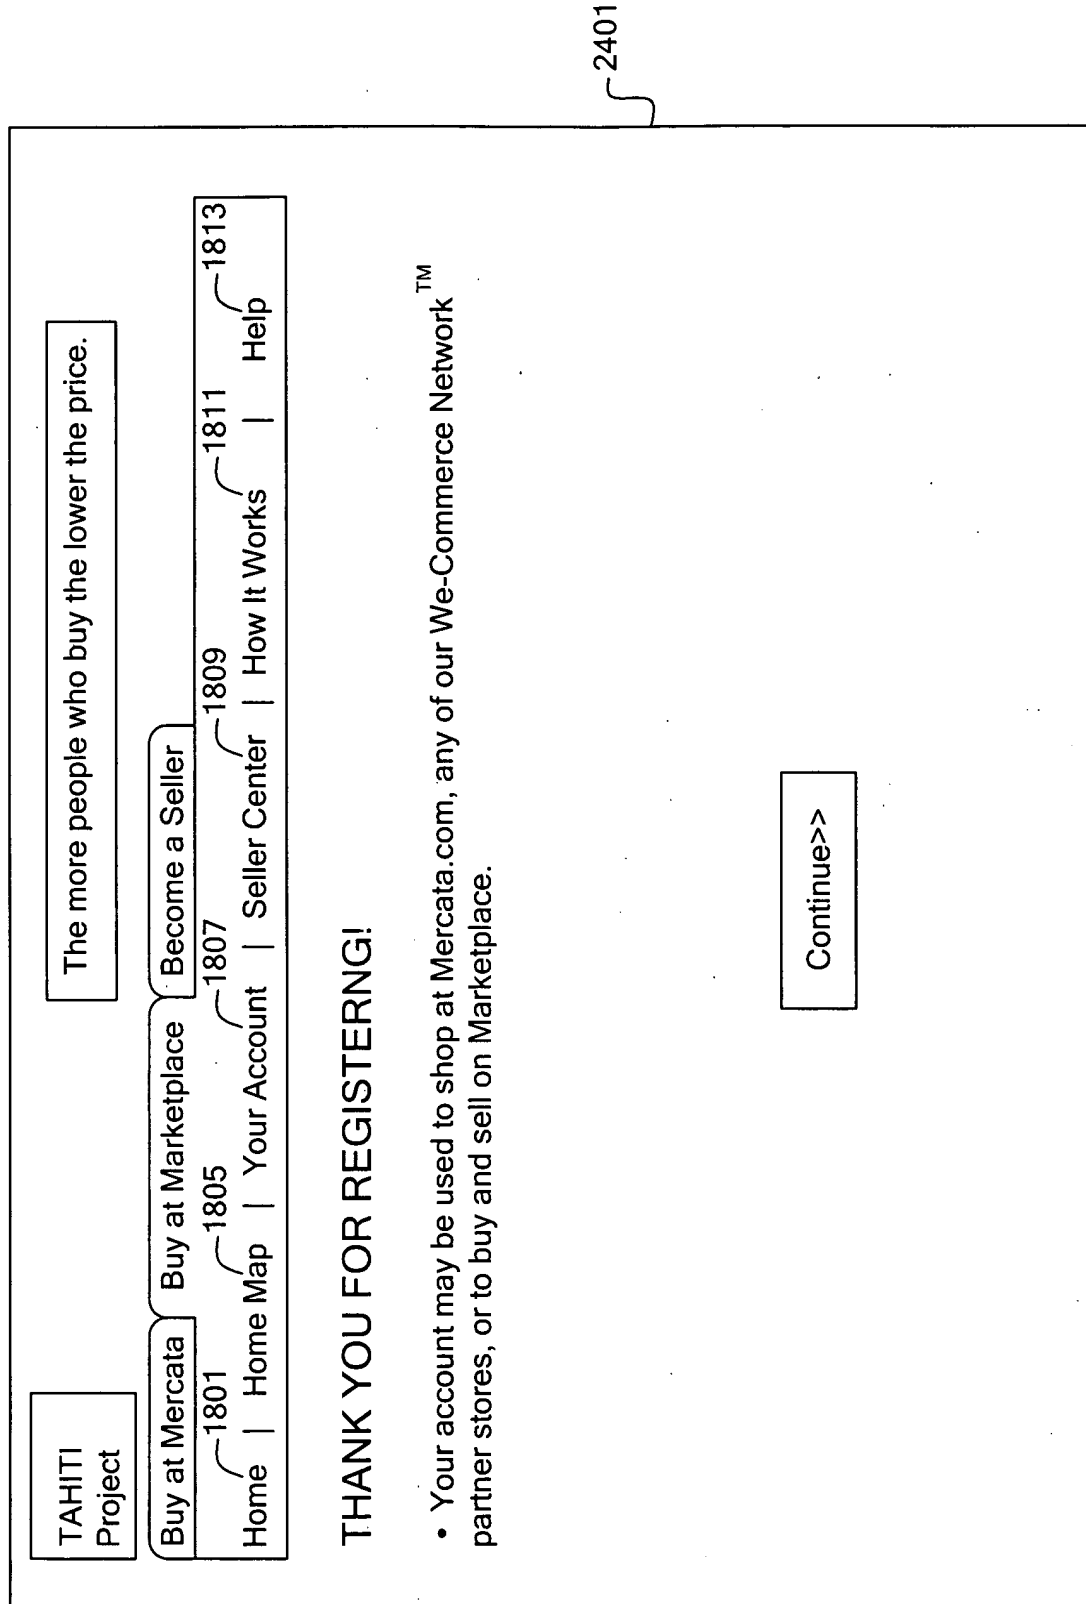 TAHITI
Project
The more people who buy the lower the price.
Buy at Mercata
Buy at Marketplace
Become a Seller
1801
1805
1807
1809
1811
1813
Home | Home Map | Your Account | Seller Center | How It Works | Help
THANK YOU FOR REGISTERNG!
• Your account may be used to shop at Mercata.com, any of our We-Commerce Network™
partner stores, or to buy and sell on Marketplace.
Continue>>
2401